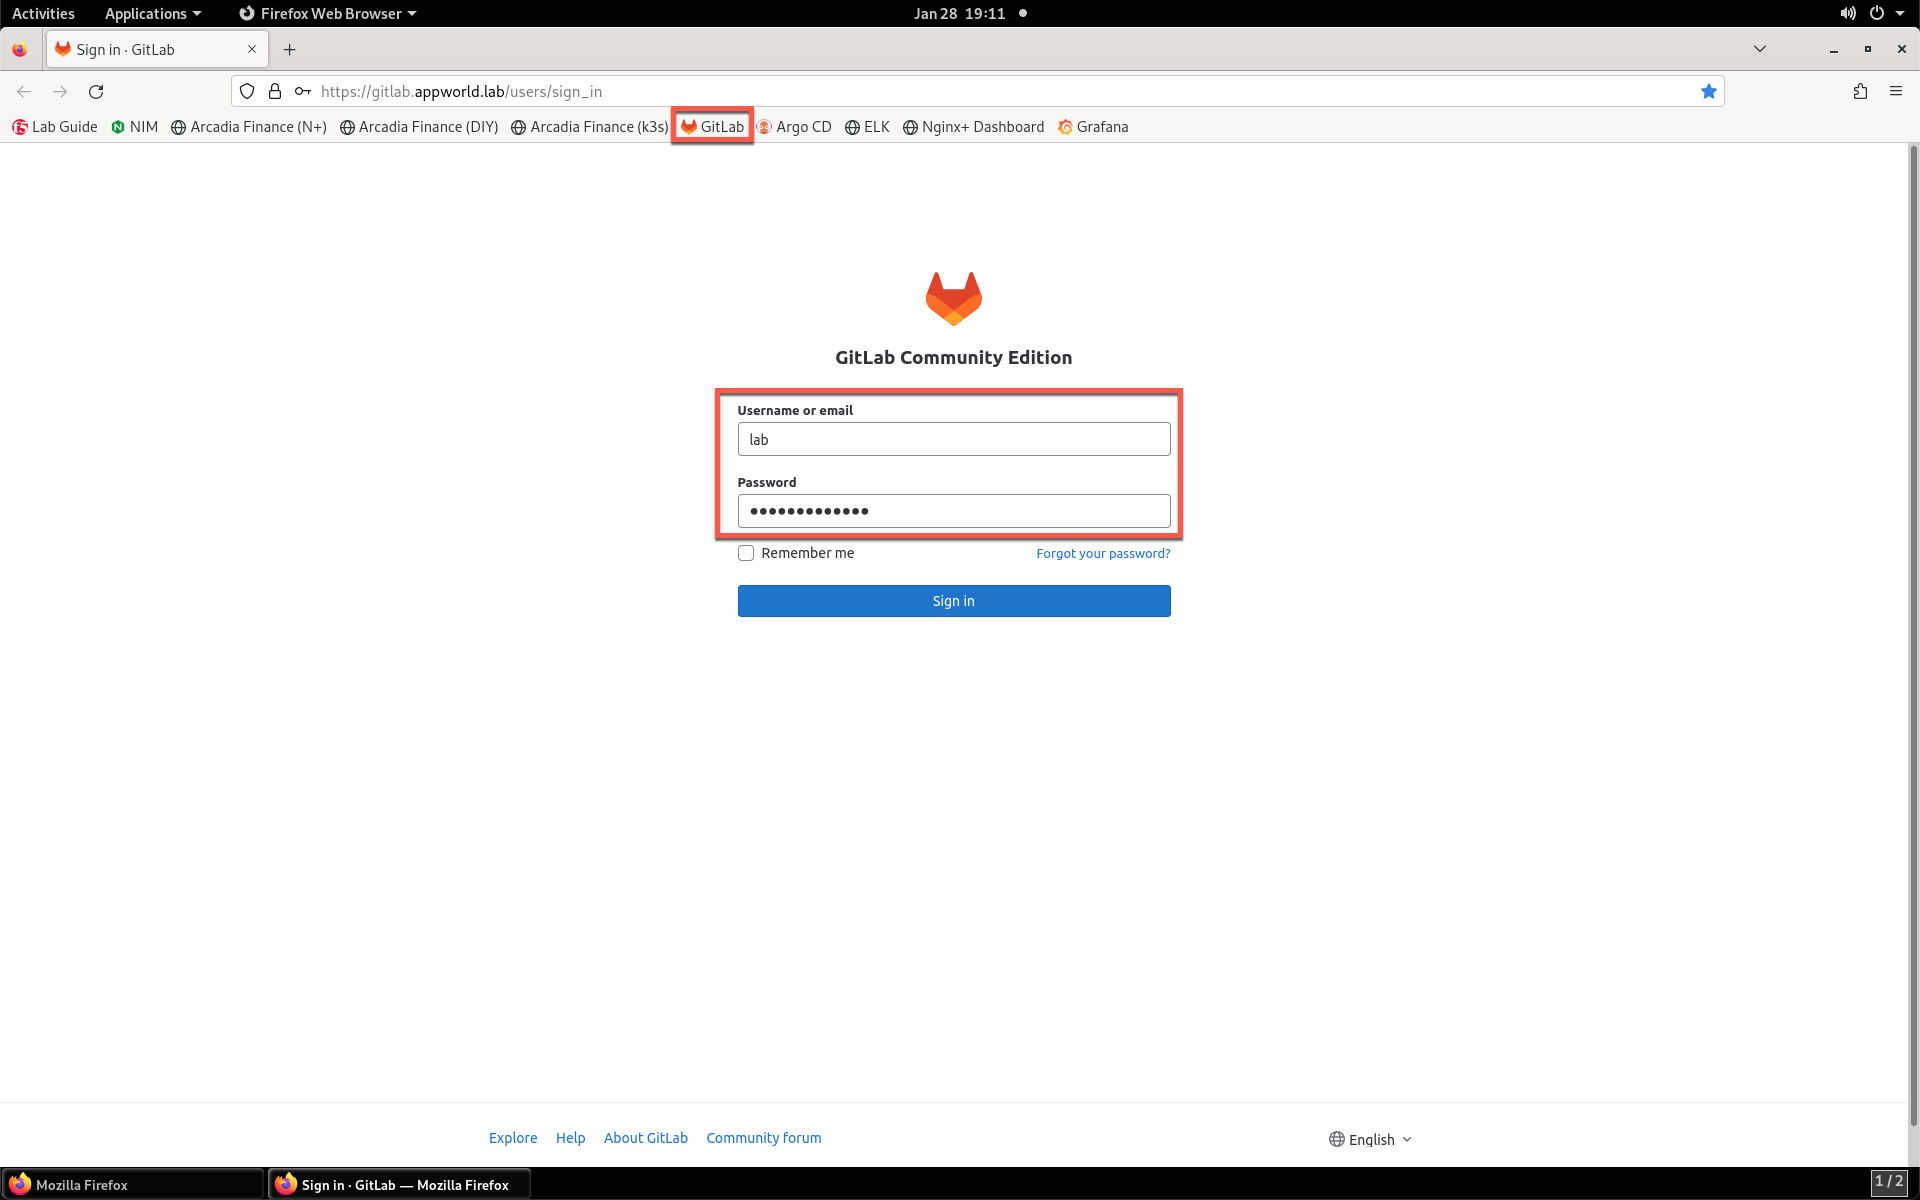 Activities Applications Firefox Web Browser Jan 28 19:11
Sign in · GitLab
https://gitlab.appworld.lab/users/sign_in
Lab Guide NIM Arcadia Finance (N+) Arcadia Finance (DIY) Arcadia Finance (k3s) GitLab Argo CD ELK Nginx+ Dashboard Grafana
GitLab Community Edition
Username or email
lab
Password
●●●●●●●●●●●●●
Remember me Forgot your password?
Sign in
Explore Help About GitLab Community forum English
Mozilla Firefox Sign in · GitLab — Mozilla Firefox 1 / 2